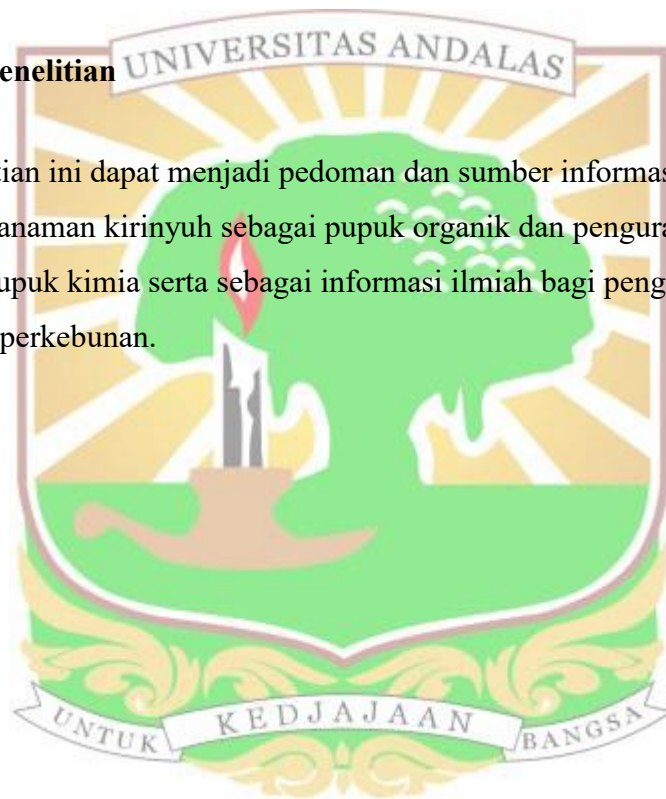 UNIVERSITAS ANDALAS
enelitian
tian ini dapat menjadi pedoman dan sumber informas
anaman kirinyuh sebagai pupuk organik dan pengura
upuk kimia serta sebagai informasi ilmiah bagi peng
perkebunan.
UNTUK KEDJAJAAN BANGSA